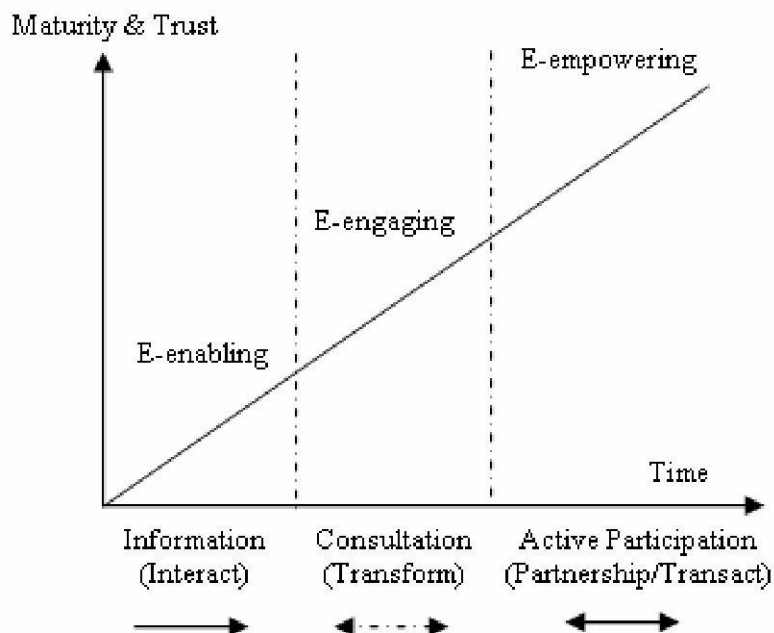 Maturity & Trust
E-empowering
E-engaging
E-enabling
Time
Information
(Interact)
Consultation
(Transform)
Active Participation
(Partnership/Transact)